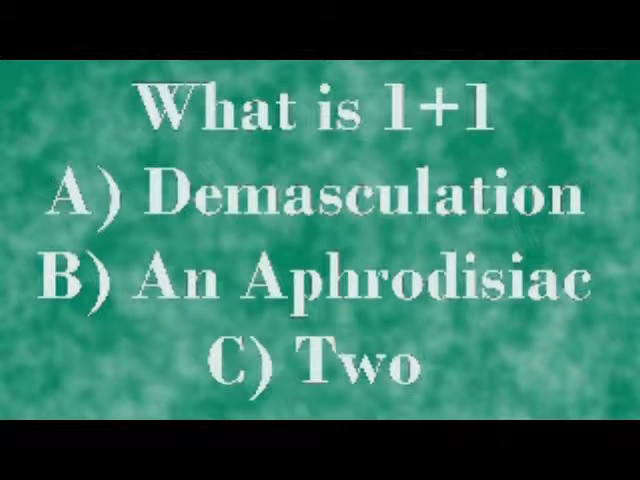 What is 1+1
A) Demasculation
B) An Aphrodisiac
C) Two